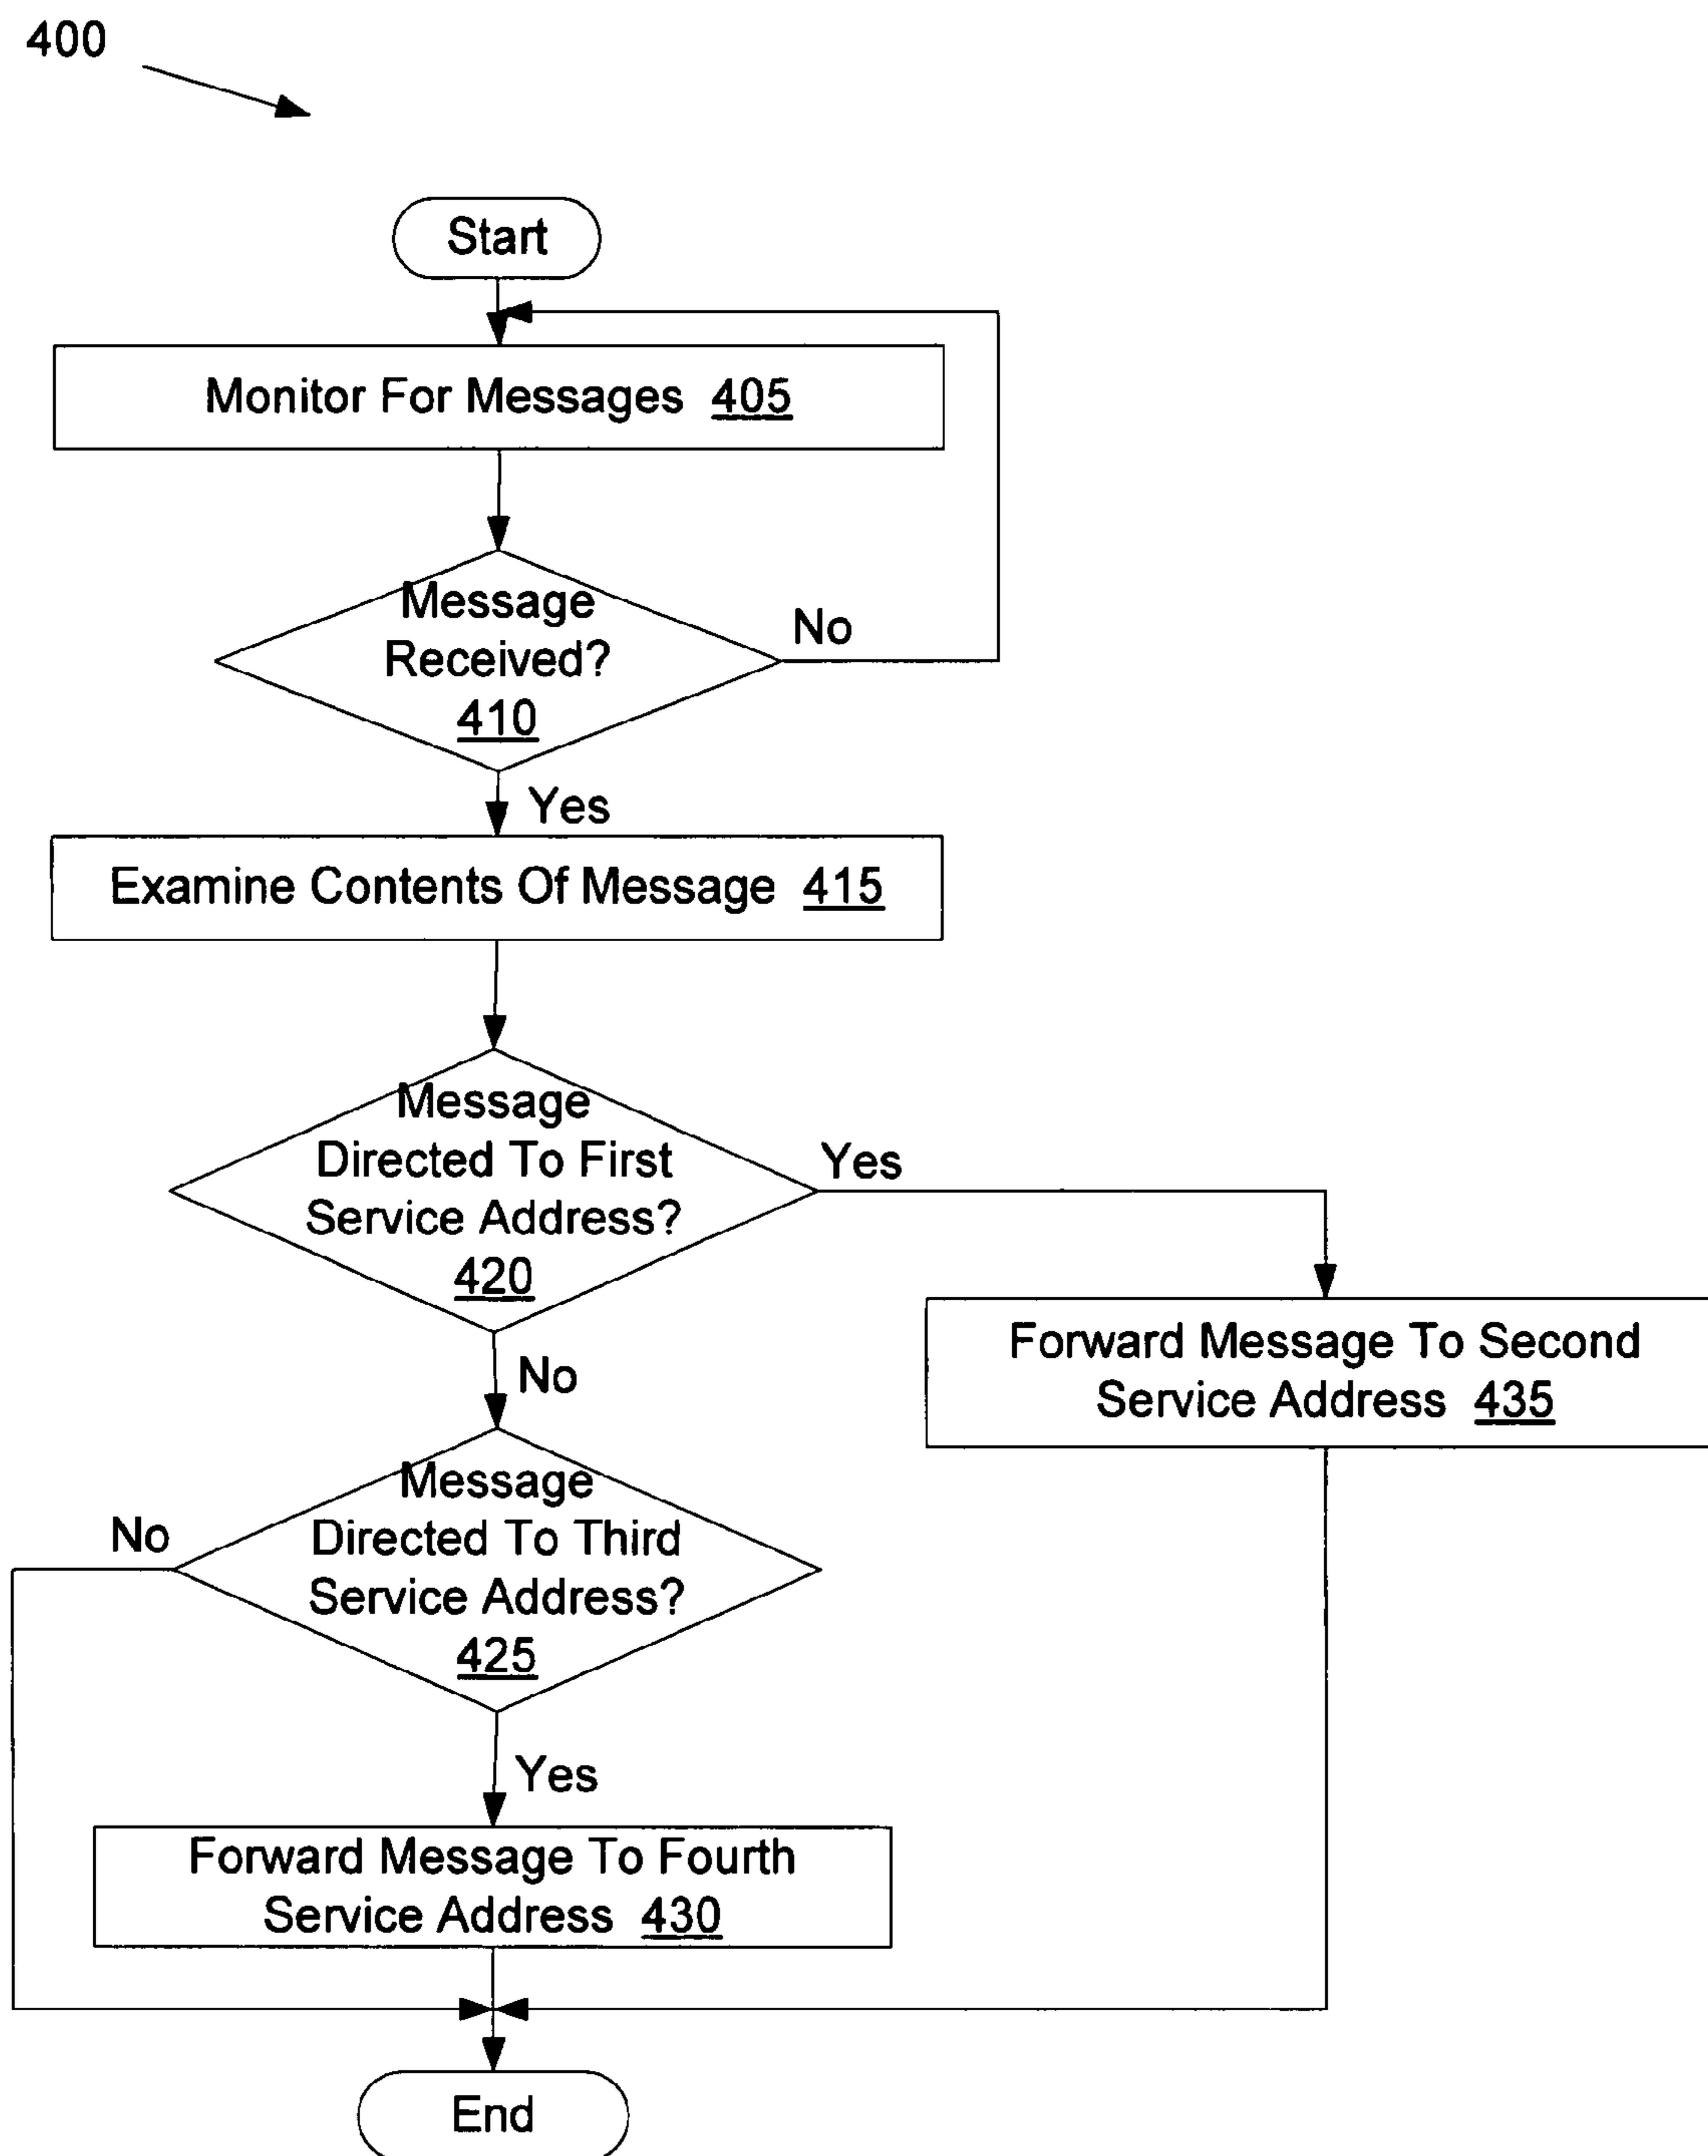 400
Start
Monitor For Messages 405
Message
Received?
410
No
Yes
Examine Contents Of Message 415
Message
Directed To First
Service Address?
420
Yes
No
Forward Message To Second
Service Address 435
Message
Directed To Third
Service Address?
425
No
Yes
Forward Message To Fourth
Service Address 430
End